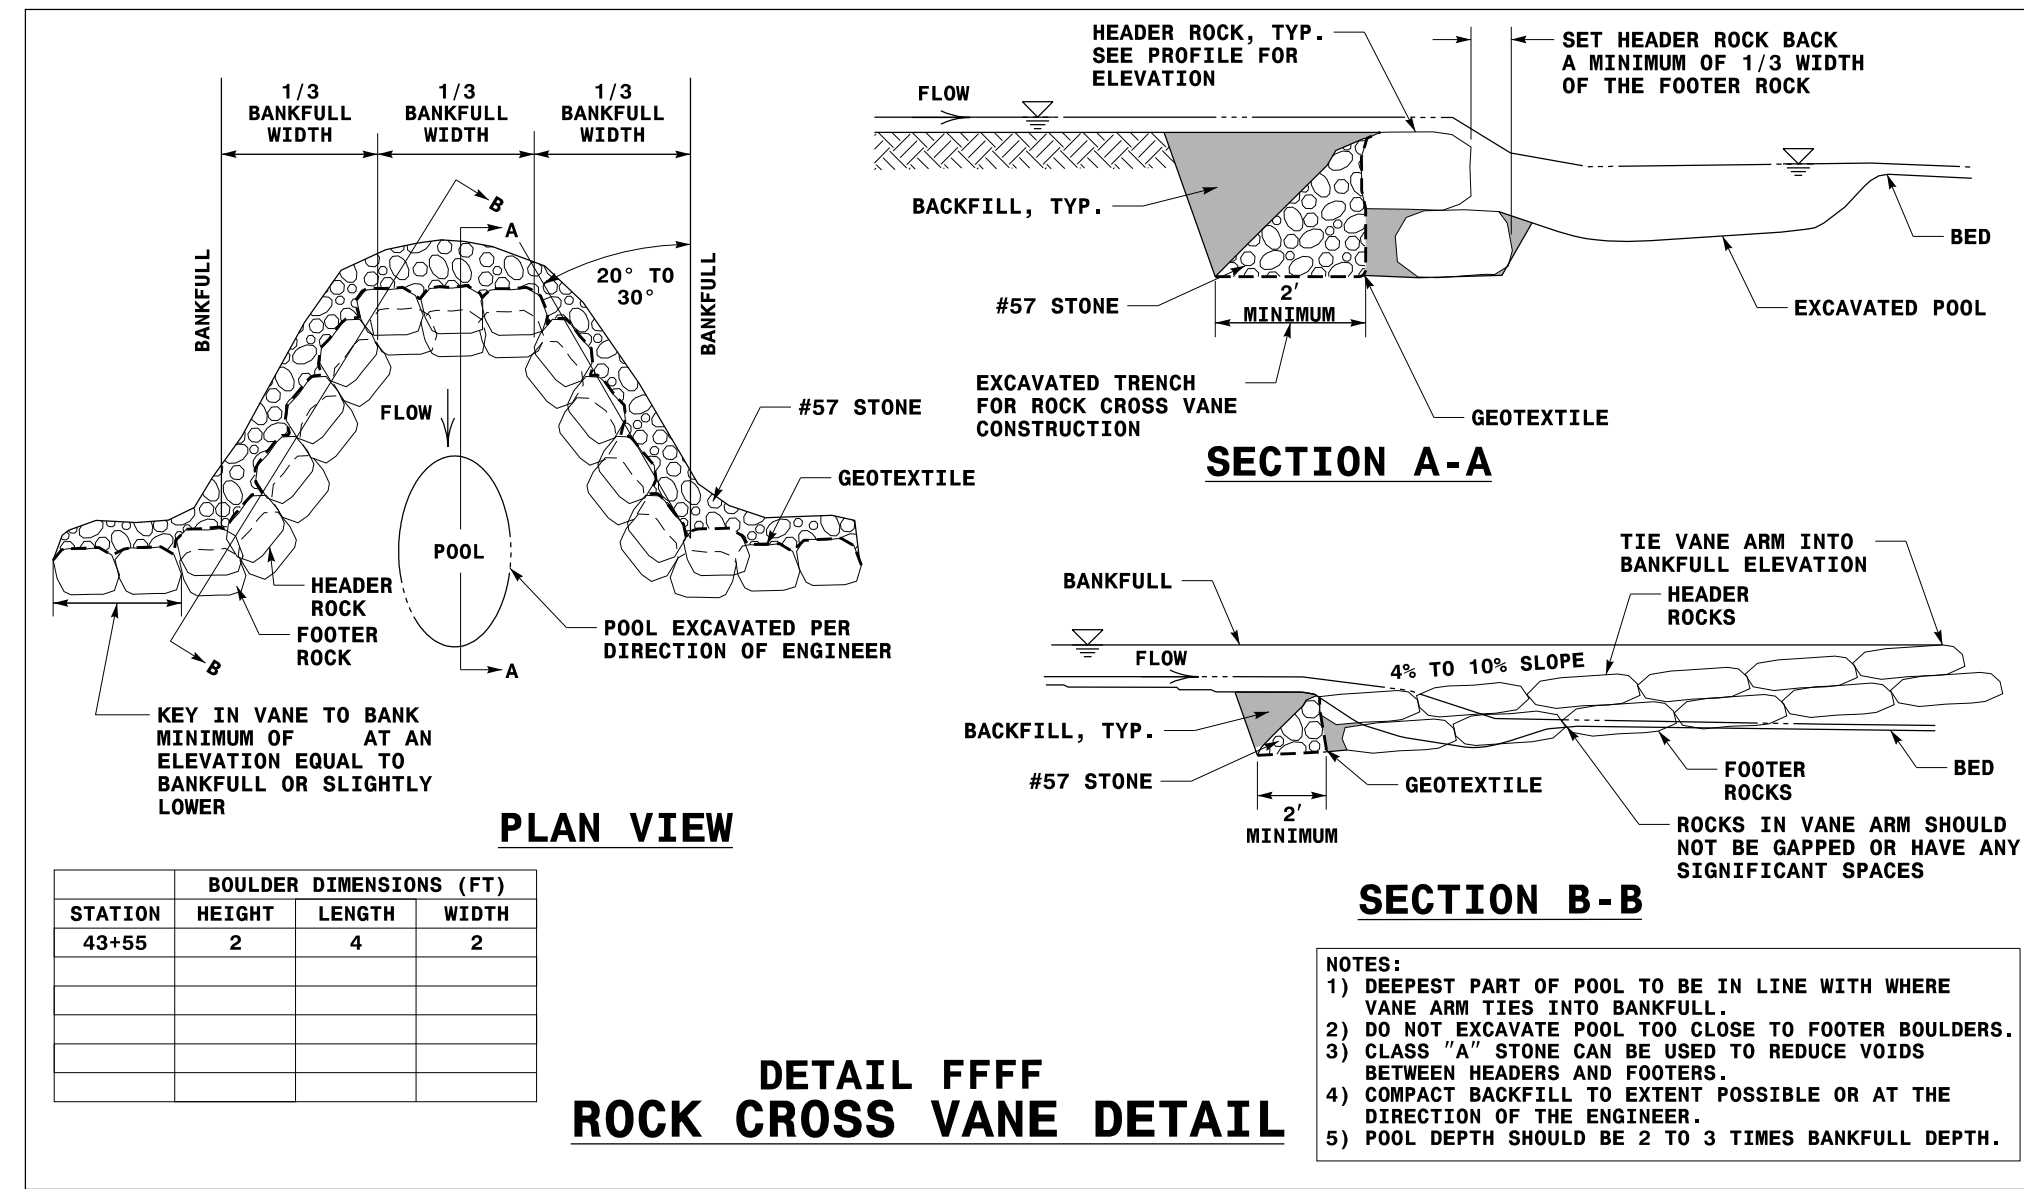 1/3
BANKFULL
WIDTH
1/3
BANKFULL
WIDTH
1/3
BANKFULL
WIDTH
B
A
BANKFULL
20° TO
30°
BANKFULL
FLOW
#57 STONE
GEOTEXTILE
POOL
HEADER
ROCK
FOOTER
ROCK
POOL EXCAVATED PER
DIRECTION OF ENGINEER
B
A
KEY IN VANE TO BANK
MINIMUM OF AT AN
ELEVATION EQUAL TO
BANKFULL OR SLIGHTLY
LOWER
PLAN VIEW
HEADER ROCK, TYP.
SEE PROFILE FOR
ELEVATION
SET HEADER ROCK BACK
A MINIMUM OF 1/3 WIDTH
OF THE FOOTER ROCK
FLOW
BACKFILL, TYP.
BED
#57 STONE
2'
MINIMUM
EXCAVATED POOL
EXCAVATED TRENCH
FOR ROCK CROSS VANE
CONSTRUCTION
GEOTEXTILE
SECTION A-A
TIE VANE ARM INTO
BANKFULL ELEVATION
BANKFULL
HEADER
ROCKS
FLOW
4% TO 10% SLOPE
BACKFILL, TYP.
#57 STONE
GEOTEXTILE
FOOTER
ROCKS
BED
2'
MINIMUM
ROCKS IN VANE ARM SHOULD
NOT BE GAPPED OR HAVE ANY
SIGNIFICANT SPACES
SECTION B-B
BOULDER DIMENSIONS (FT)
STATION HEIGHT LENGTH WIDTH
43+55 2 4 2
DETAIL FFFF
ROCK CROSS VANE DETAIL
NOTES:
1) DEEPEST PART OF POOL TO BE IN LINE WITH WHERE
VANE ARM TIES INTO BANKFULL.
2) DO NOT EXCAVATE POOL TOO CLOSE TO FOOTER BOULDERS.
3) CLASS "A" STONE CAN BE USED TO REDUCE VOIDS
BETWEEN HEADERS AND FOOTERS.
4) COMPACT BACKFILL TO EXTENT POSSIBLE OR AT THE
DIRECTION OF THE ENGINEER.
5) POOL DEPTH SHOULD BE 2 TO 3 TIMES BANKFULL DEPTH.